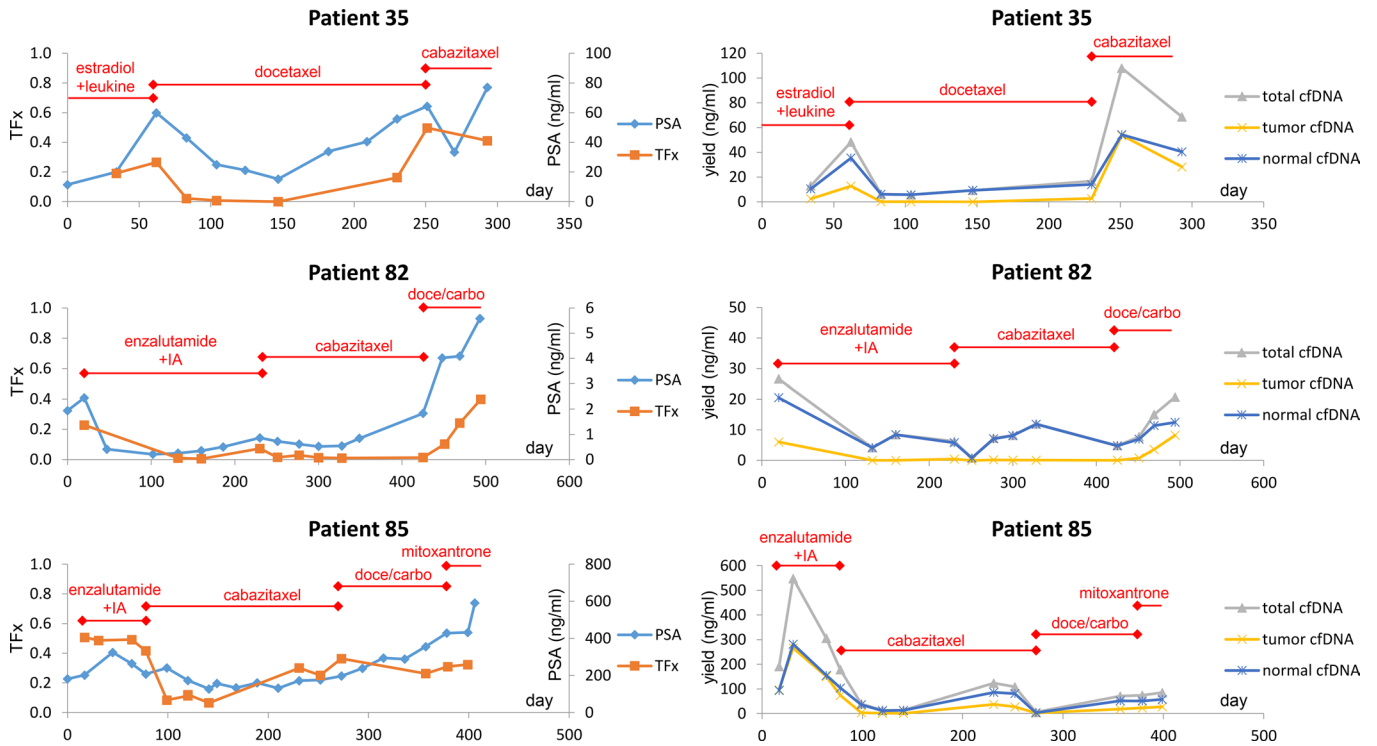 Patient 35
1.0
0.8
0.6
0.4
0.2
0.0
TFx
estradiol
+leukine
docetaxel
cabazitaxel
100
80
60
40
20
0
PSA (ng/ml)
day
0 50 100 150 200 250 300 350
PSA
TFx
Patient 35
120
100
80
60
40
20
0
yield (ng/ml)
estradiol
+leukine
docetaxel
cabazitaxel
day
0 50 100 150 200 250 300 350
total cfDNA
tumor cfDNA
normal cfDNA
Patient 82
1.0
0.8
0.6
0.4
0.2
0.0
TFx
enzalutamide
+IA
cabazitaxel
doce/carbo
6
5
4
3
2
1
0
PSA (ng/ml)
day
0 100 200 300 400 500 600
PSA
TFx
Patient 82
50
40
30
20
10
0
yield (ng/ml)
enzalutamide
+IA
cabazitaxel
doce/carbo
day
0 100 200 300 400 500 600
total cfDNA
tumor cfDNA
normal cfDNA
Patient 85
1.0
0.8
0.6
0.4
0.2
0.0
TFx
enzalutamide
+IA
cabazitaxel
doce/carbo
mitoxantrone
800
600
400
200
0
PSA (ng/ml)
day
0 100 200 300 400 500
PSA
TFx
Patient 85
600
500
400
300
200
100
0
yield (ng/ml)
enzalutamide
+IA
cabazitaxel
doce/carbo
mitoxantrone
day
0 100 200 300 400 500
total cfDNA
tumor cfDNA
normal cfDNA